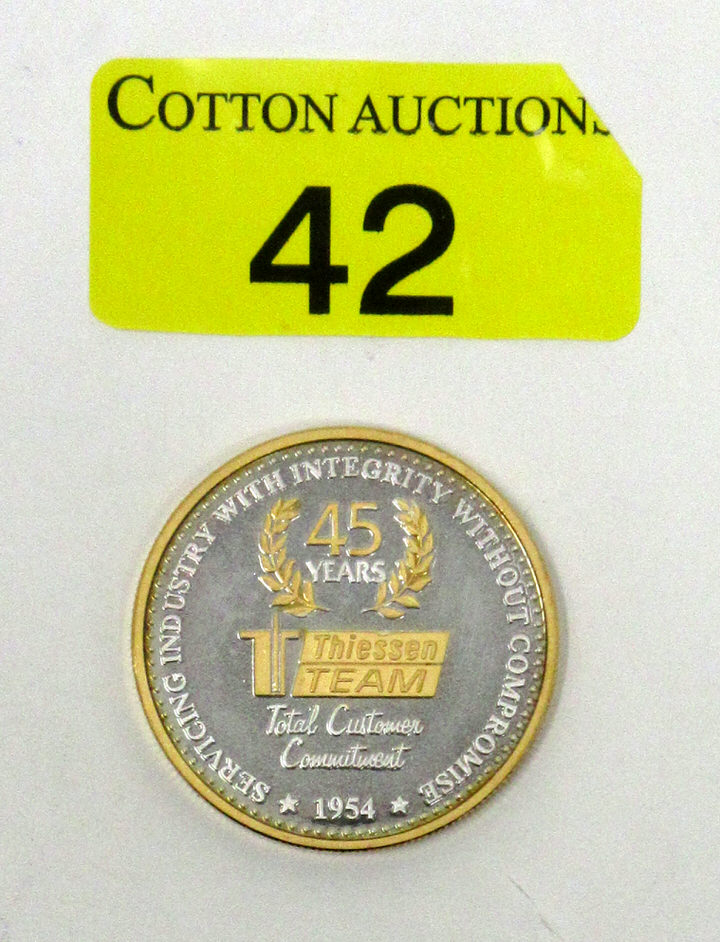 COTTON AUCTIONS
42
SERVICING INDUSTRY WITH INTEGRITY WITHOUT COMPROMISE
45
YEARS
Thiessen
TEAM
Total Customer
Commitment
★ 1954 ★